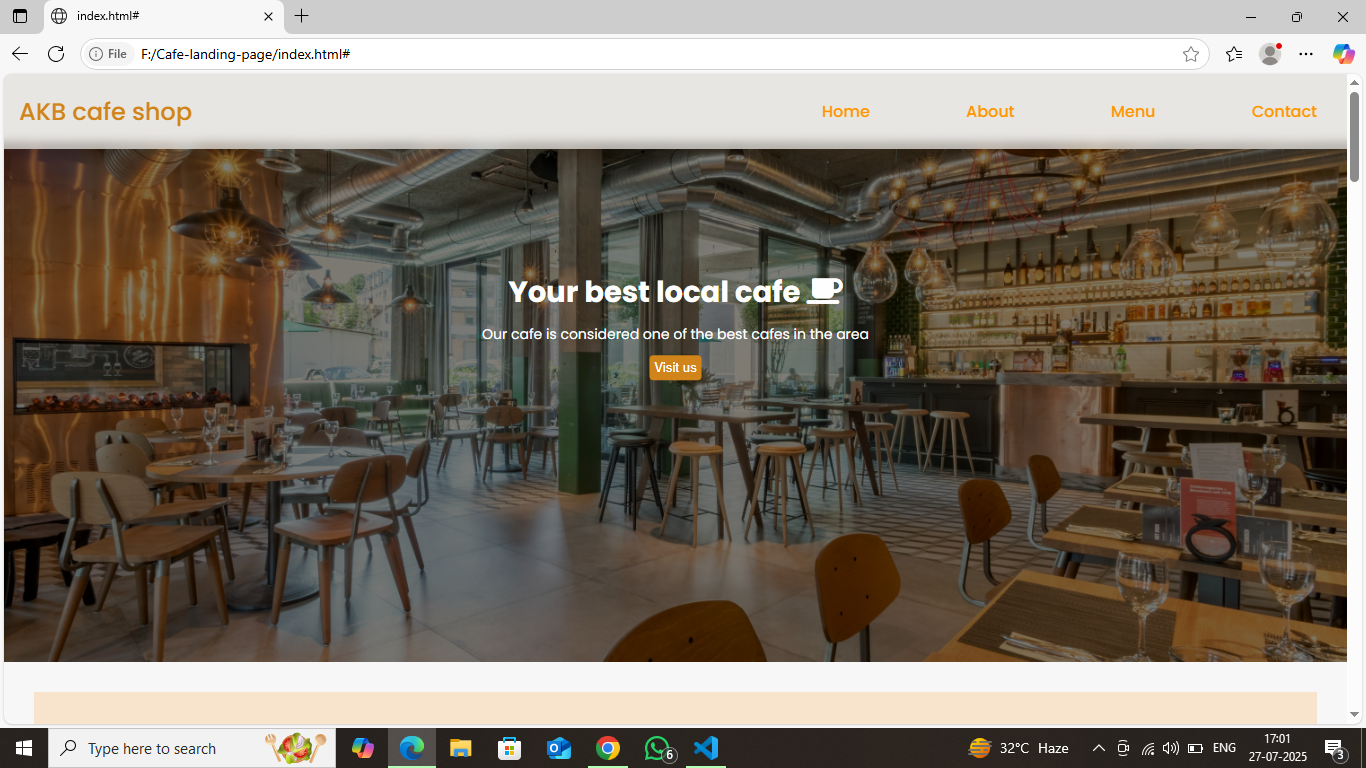 index.html#
File
F:/Cafe-landing-page/index.html#
AKB cafe shop
Home
About
Menu
Contact
Your best local cafe
Our cafe is considered one of the best cafes in the area
Visit us
Type here to search
6
32°C Haze
ENG
17:01
27-07-2025
3